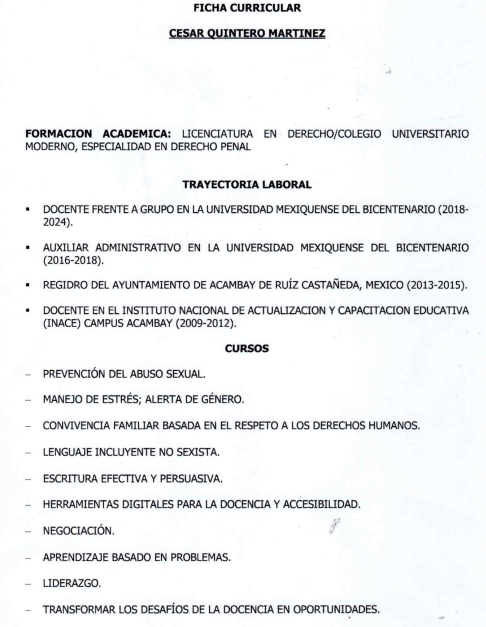 FICHA CURRICULAR
CESAR QUINTERO MARTINEZ
FORMACION ACADEMICA: LICENCIATURA EN DERECHO/COLEGIO UNIVERSITARIO
MODERNO, ESPECIALIDAD EN DERECHO PENAL
TRAYECTORIA LABORAL
▪ DOCENTE FRENTE A GRUPO EN LA UNIVERSIDAD MEXIQUENSE DEL BICENTENARIO (2018-
2024).
▪ AUXILIAR ADMINISTRATIVO EN LA UNIVERSIDAD MEXIQUENSE DEL BICENTENARIO
(2016-2018).
▪ REGIDRO DEL AYUNTAMIENTO DE ACAMBAY DE RUÍZ CASTAÑEDA, MEXICO (2013-2015).
▪ DOCENTE EN EL INSTITUTO NACIONAL DE ACTUALIZACION Y CAPACITACION EDUCATIVA
(INACE) CAMPUS ACAMBAY (2009-2012).
CURSOS
– PREVENCIÓN DEL ABUSO SEXUAL.
– MANEJO DE ESTRÉS; ALERTA DE GÉNERO.
– CONVIVENCIA FAMILIAR BASADA EN EL RESPETO A LOS DERECHOS HUMANOS.
– LENGUAJE INCLUYENTE NO SEXISTA.
– ESCRITURA EFECTIVA Y PERSUASIVA.
– HERRAMIENTAS DIGITALES PARA LA DOCENCIA Y ACCESIBILIDAD.
– NEGOCIACIÓN.
– APRENDIZAJE BASADO EN PROBLEMAS.
– LIDERAZGO.
– TRANSFORMAR LOS DESAFÍOS DE LA DOCENCIA EN OPORTUNIDADES.